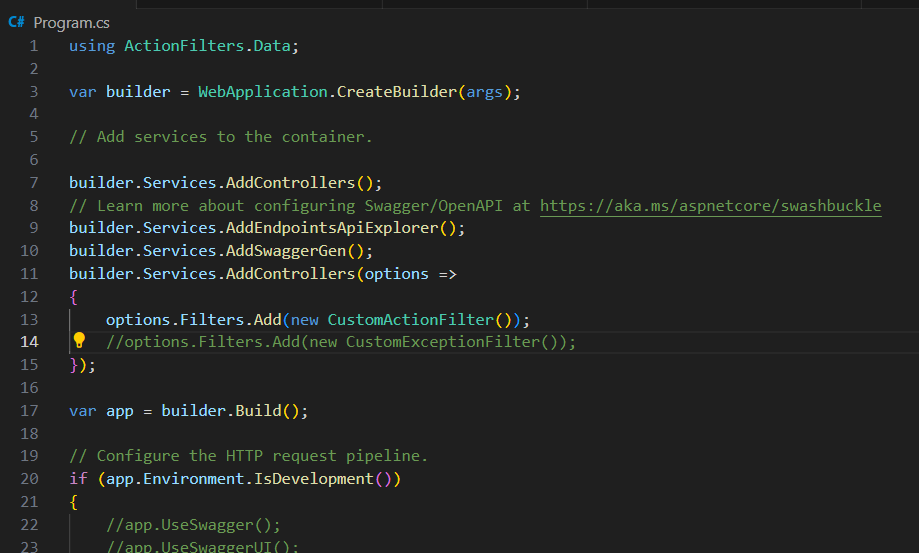 C# Program.cs
1 using ActionFilters.Data;
2
3 var builder = WebApplication.CreateBuilder(args);
4
5 // Add services to the container.
6
7 builder.Services.AddControllers();
8 // Learn more about configuring Swagger/OpenAPI at https://aka.ms/aspnetcore/swashbuckle
9 builder.Services.AddEndpointsApiExplorer();
10 builder.Services.AddSwaggerGen();
11 builder.Services.AddControllers(options =>
12 {
13     options.Filters.Add(new CustomActionFilter());
14     //options.Filters.Add(new CustomExceptionFilter());
15 });
16
17 var app = builder.Build();
18
19 // Configure the HTTP request pipeline.
20 if (app.Environment.IsDevelopment())
21 {
22     //app.UseSwagger();
23     //app.UseSwaggerUI();